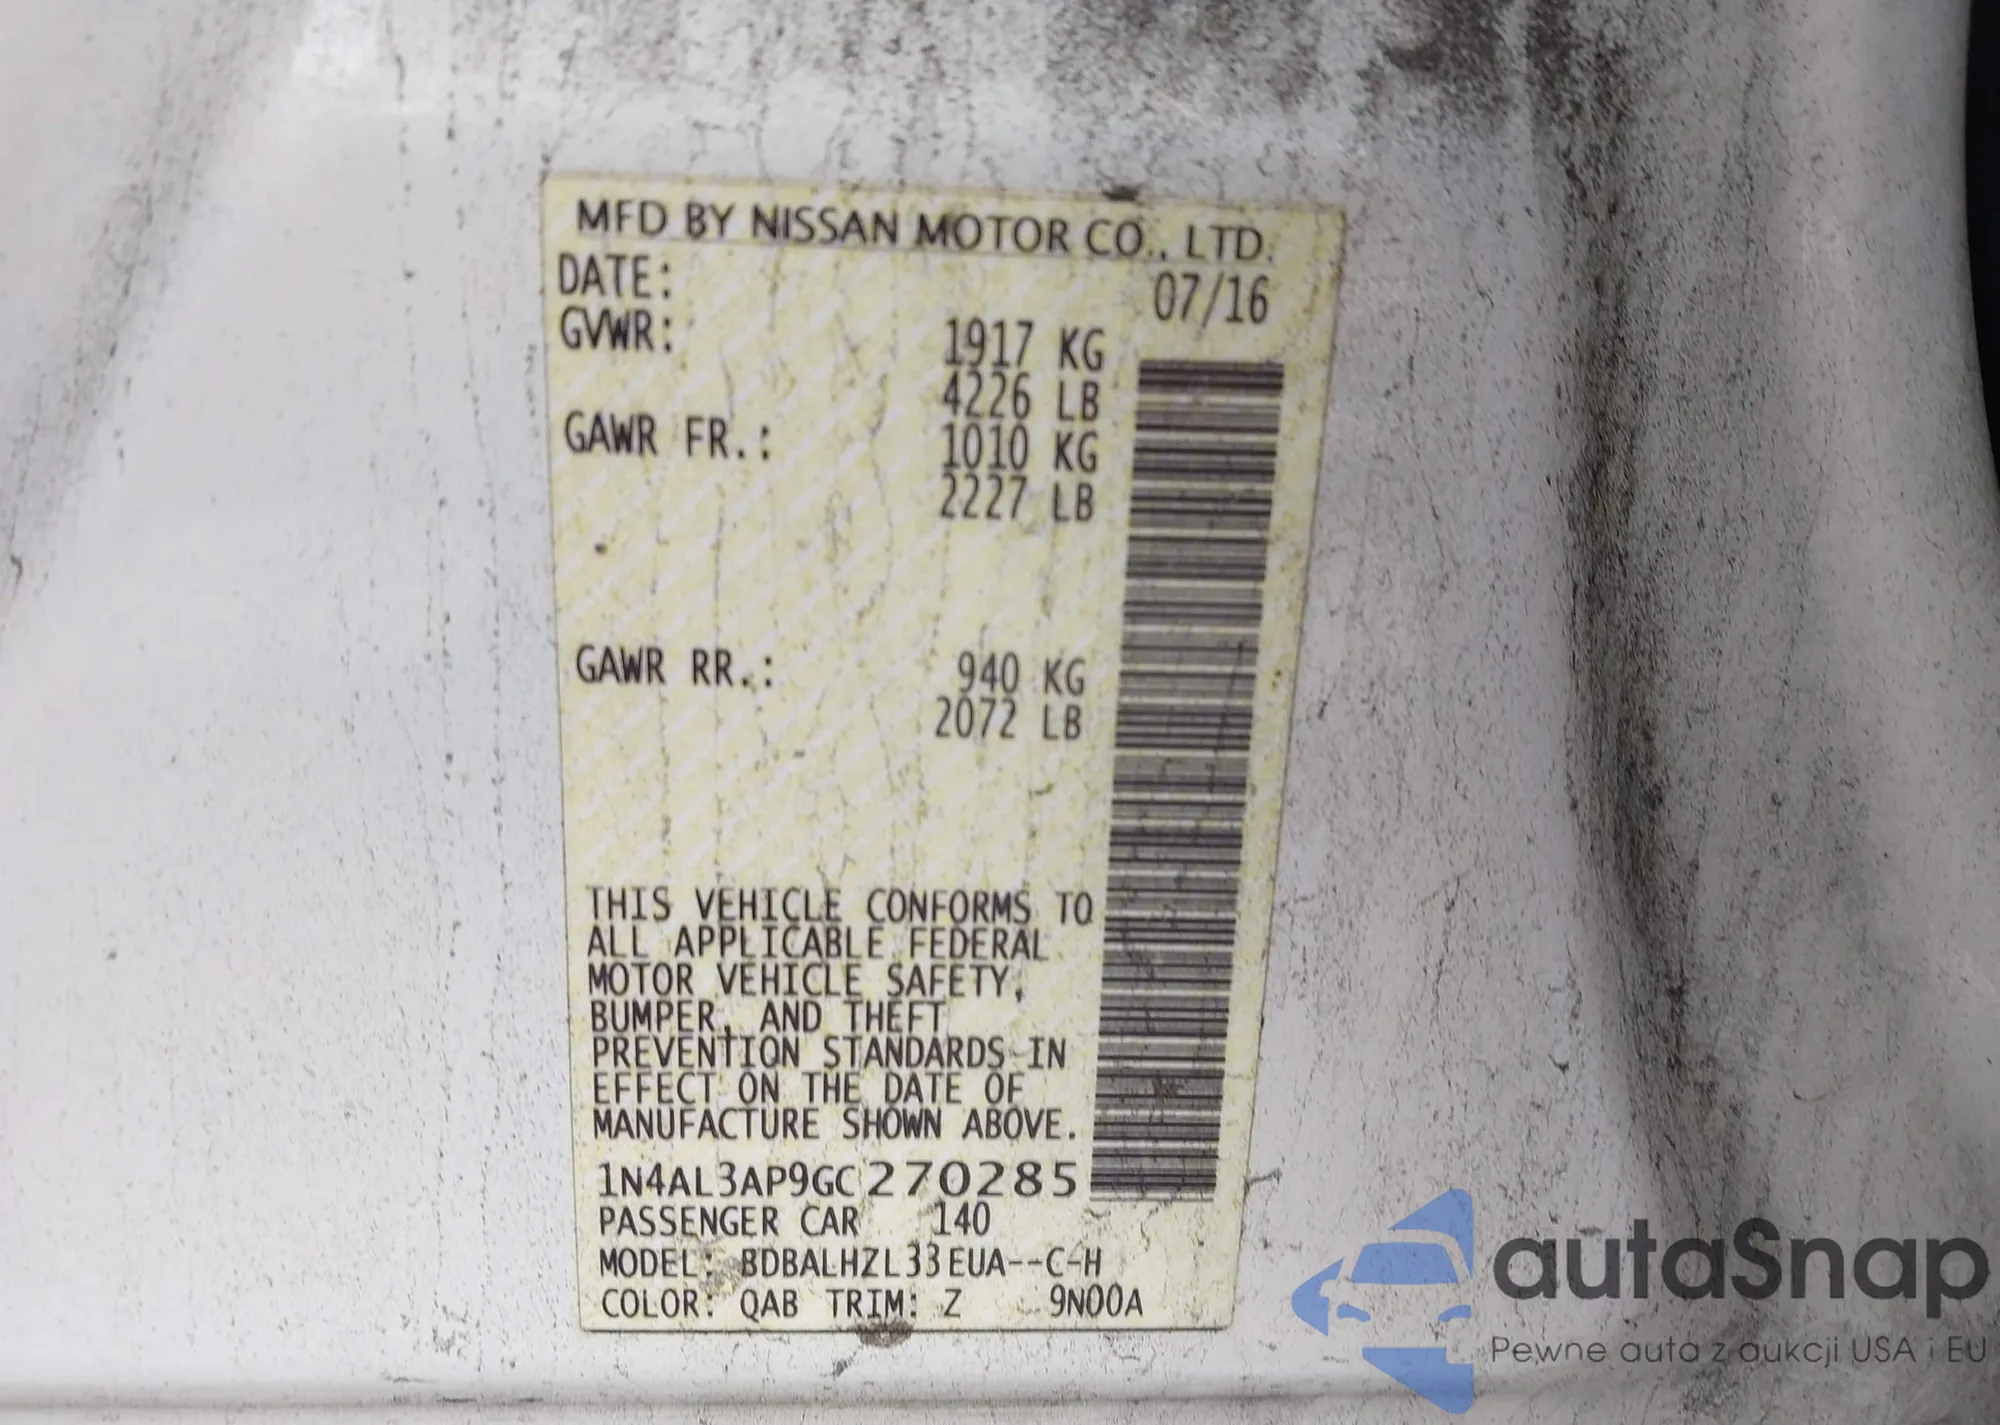 MFD BY NISSAN MOTOR CO., LTD.
DATE: 07/16
GVWR: 1917 KG
4226 LB
GAWR FR.: 1010 KG
2227 LB
GAWR RR.: 940 KG
2072 LB
THIS VEHICLE CONFORMS TO
ALL APPLICABLE FEDERAL
MOTOR VEHICLE SAFETY,
BUMPER, AND THEFT
PREVENTION STANDARDS IN
EFFECT ON THE DATE OF
MANUFACTURE SHOWN ABOVE.
1N4AL3AP9GC270285
PASSENGER CAR 140
MODEL: BDBALHZL33EUA--C-H
COLOR: QAB TRIM: Z 9N00A
autaSnap
Pewne auta z aukcji USA i EU